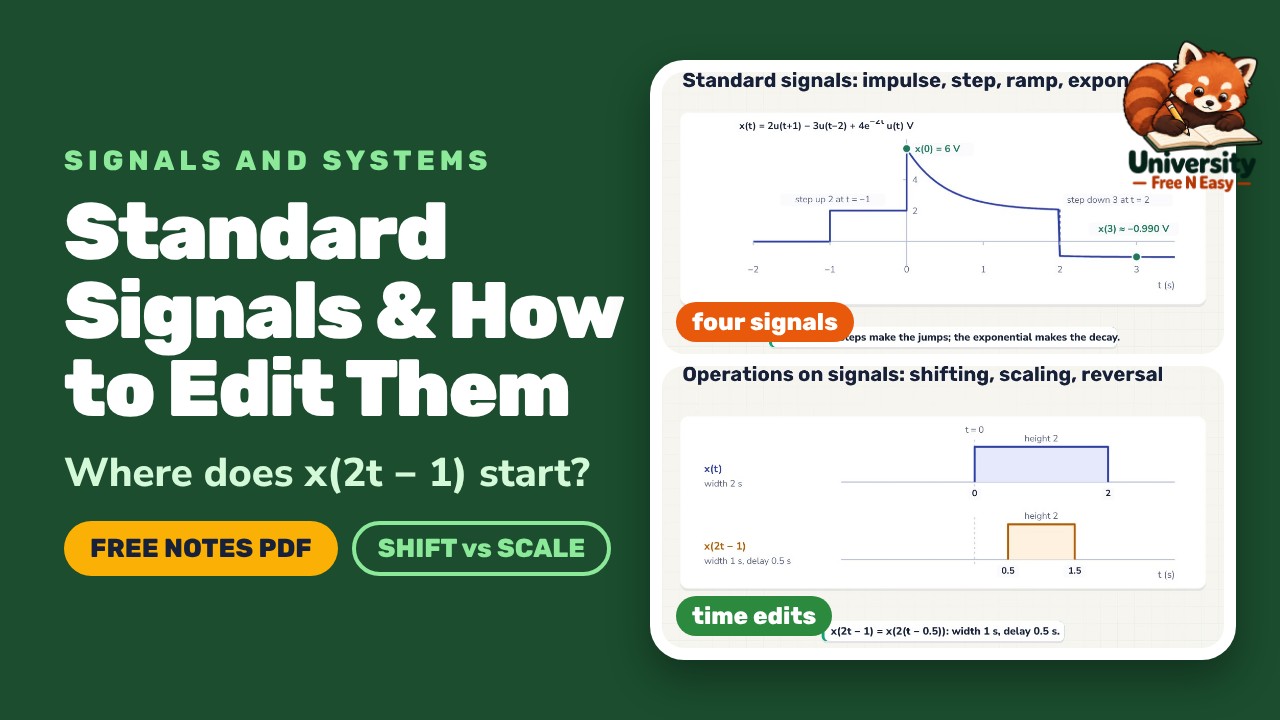 SIGNALS AND SYSTEMS
Standard
Signals & How
to Edit Them
Where does x(2t − 1) start?
FREE NOTES PDF
SHIFT vs SCALE
Standard signals: impulse, step, ramp, expon
x(t) = 2u(t+1) − 3u(t−2) + 4e^−2t u(t) V
x(0) = 6 V
4
step up 2 at t = −1
step down 3 at t = 2
2
x(3) ≈ −0.990 V
−2 −1 0 1 2 3
t (s)
four signals
steps make the jumps; the exponential makes the decay.
Operations on signals: shifting, scaling, reversal
t = 0
height 2
x(t)
width 2 s
0 2
height 2
x(2t − 1)
width 1 s, delay 0.5 s
0.5 1.5
t (s)
time edits
x(2t − 1) = x(2(t − 0.5)): width 1 s, delay 0.5 s.
University
— Free N Easy —